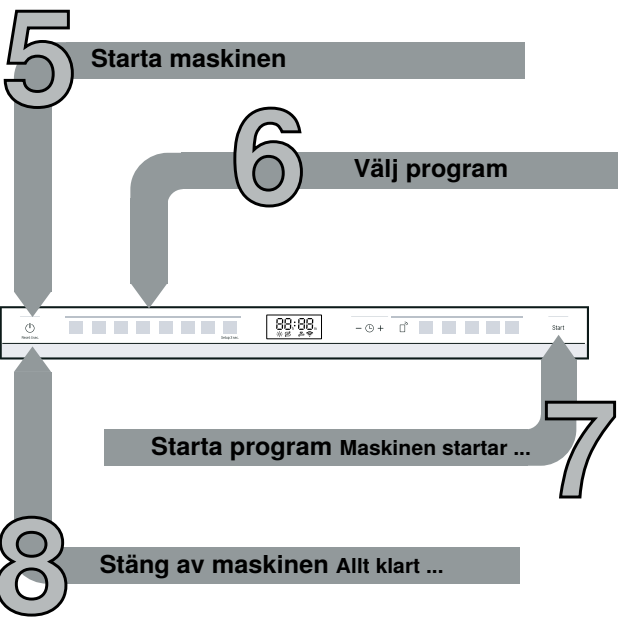 5
Starta maskinen
6
Välj program
88:88
- +
Start
Starta program Maskinen startar ...
7
8
Stäng av maskinen Allt klart ...